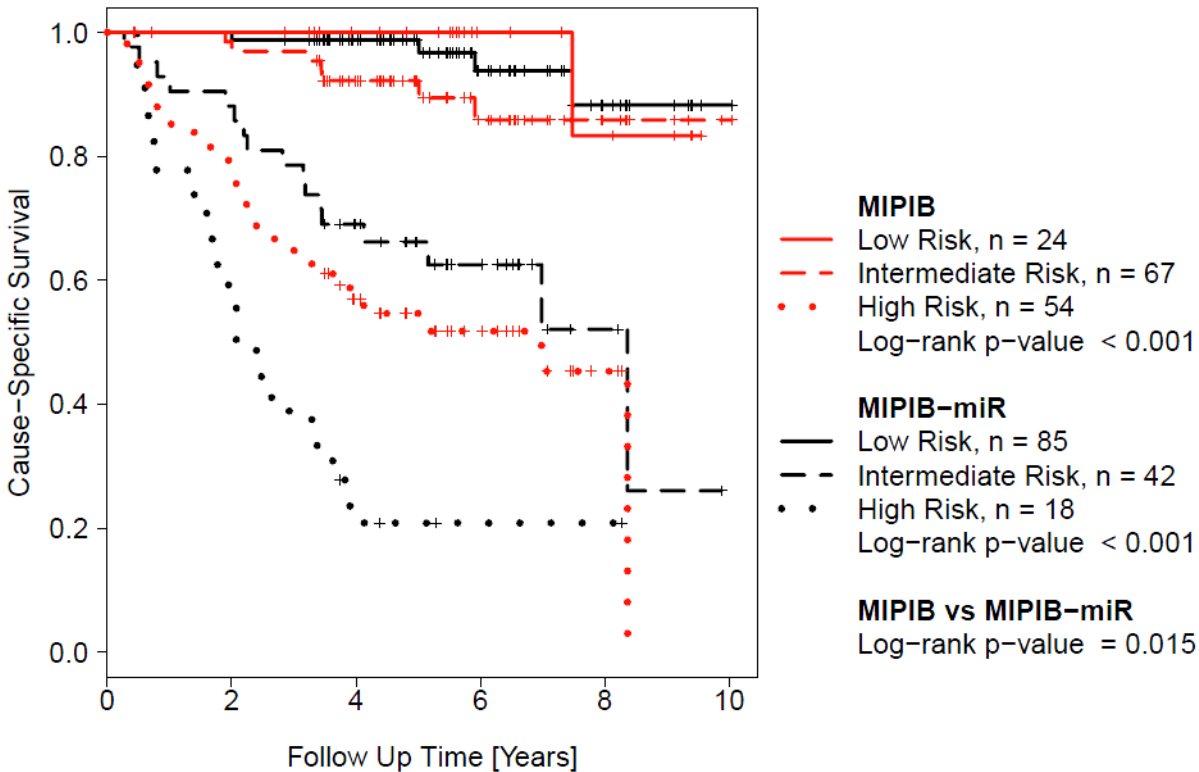 1.0
0.8
0.6
0.4
0.2
0.0
Cause−Specific Survival
0 2 4 6 8 10
Follow Up Time [Years]
MIPIB
Low Risk, n = 24
Intermediate Risk, n = 67
High Risk, n = 54
Log−rank p−value < 0.001
MIPIB−miR
Low Risk, n = 85
Intermediate Risk, n = 42
High Risk, n = 18
Log−rank p−value < 0.001
MIPIB vs MIPIB−miR
Log−rank p−value = 0.015